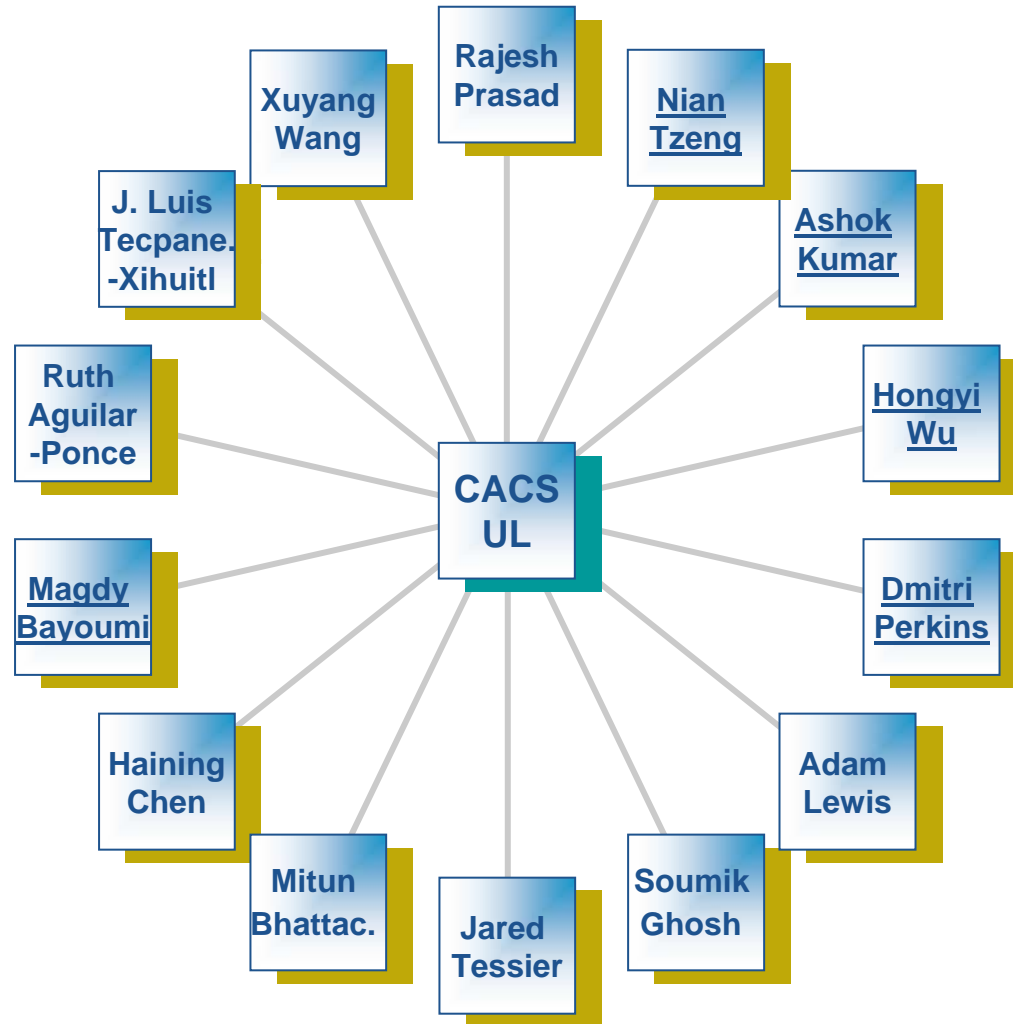 Rajesh
Prasad
Nian
Tzeng
Ashok
Kumar
Hongyi
Wu
Dmitri
Perkins
Adam
Lewis
Soumik
Ghosh
Jared
Tessier
Mitun
Bhattac.
Haining
Chen
Magdy
Bayoumi
Ruth
Aguilar
-Ponce
J. Luis
Tecpane.
-Xihuitl
Xuyang
Wang
CACS
UL